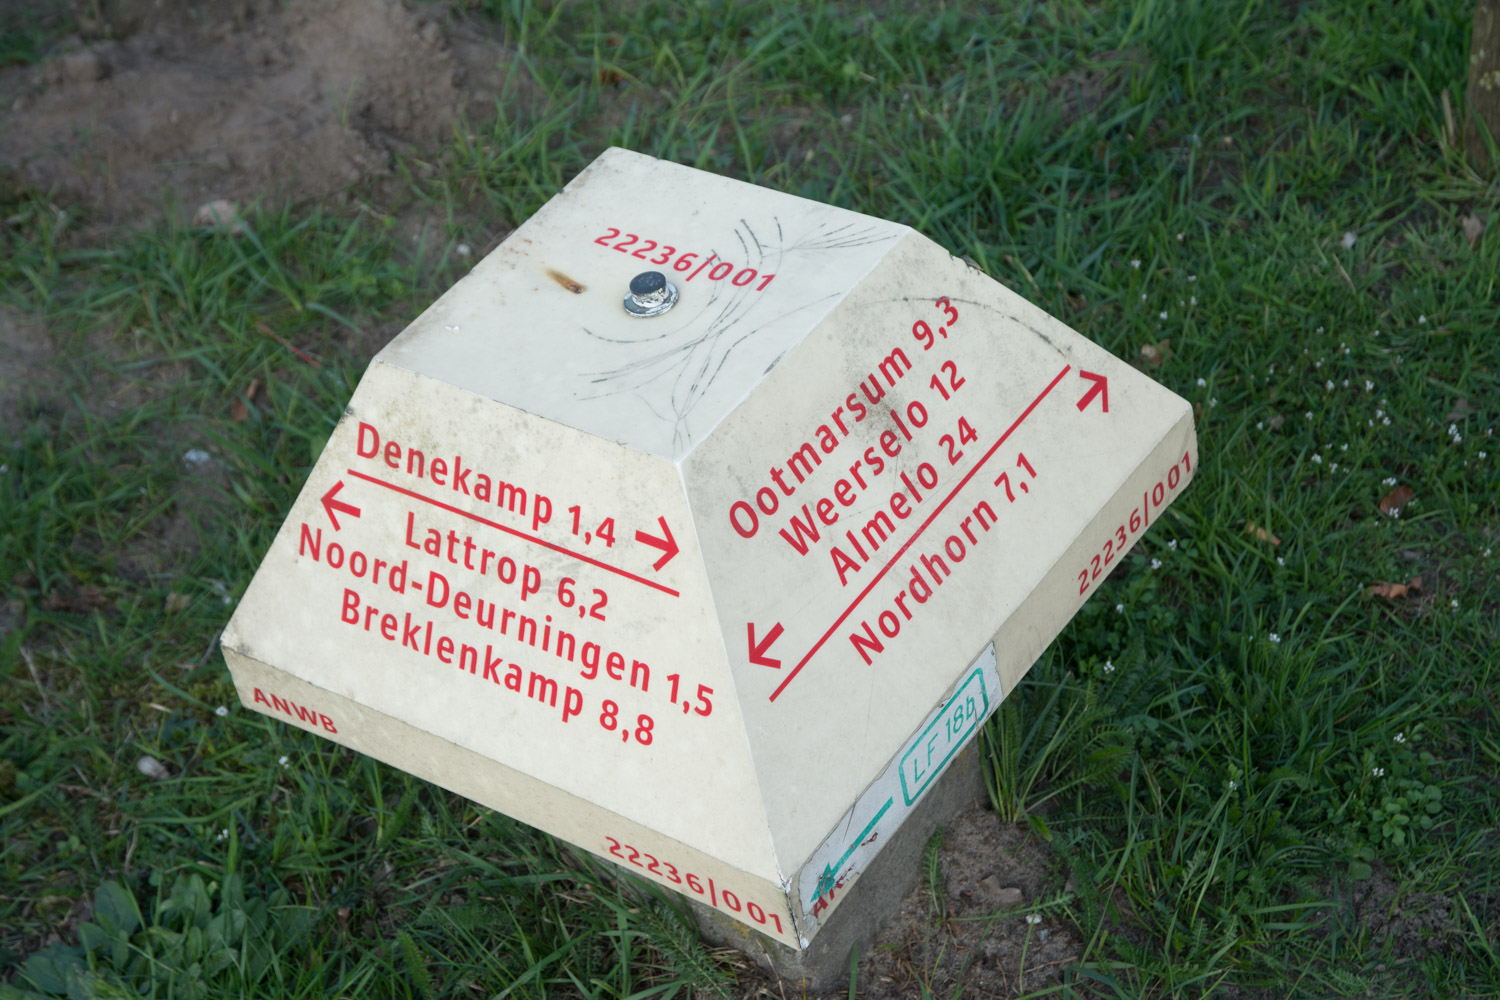 22236/001
Denekamp 1,4
Lattrop 6,2
Noord-Deurningen 1,5
Breklenkamp 8,8
ANWB
22236/001
Ootmarsum 9,3
Weerselo 12
Almelo 24
Nordhorn 7,1
22236/001
LF 18b